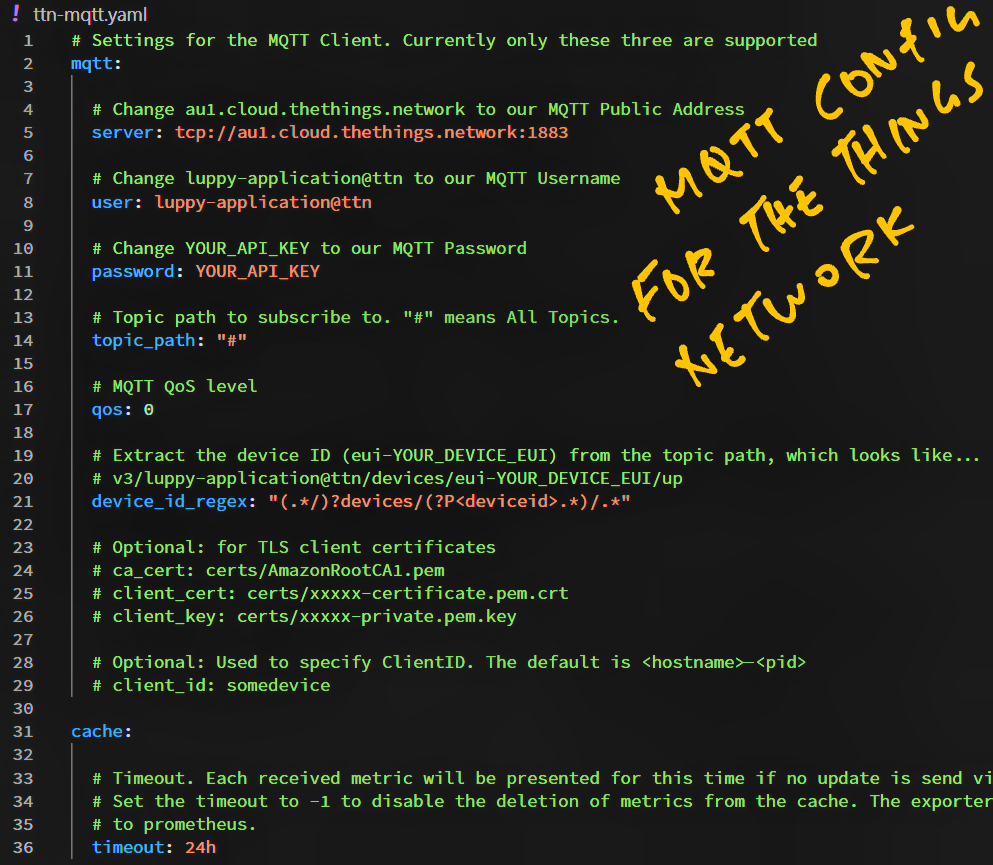 ! ttn-mqtt.yaml
1 # Settings for the MQTT Client. Currently only these three are supported
2 mqtt:
3
4 # Change au1.cloud.thethings.network to our MQTT Public Address
5 server: tcp://au1.cloud.thethings.network:1883
6
7 # Change luppy-application@ttn to our MQTT Username
8 user: luppy-application@ttn
9
10 # Change YOUR_API_KEY to our MQTT Password
11 password: YOUR_API_KEY
12
13 # Topic path to subscribe to. "#" means All Topics.
14 topic_path: "#"
15
16 # MQTT QoS level
17 qos: 0
18
19 # Extract the device ID (eui-YOUR_DEVICE_EUI) from the topic path, which looks like...
20 # v3/luppy-application@ttn/devices/eui-YOUR_DEVICE_EUI/up
21 device_id_regex: "(.*/)?devices/(?P<deviceid>.*)/.*"
22
23 # Optional: for TLS client certificates
24 # ca_cert: certs/AmazonRootCA1.pem
25 # client_cert: certs/xxxxx-certificate.pem.crt
26 # client_key: certs/xxxxx-private.pem.key
27
28 # Optional: Used to specify ClientID. The default is <hostname>-<pid>
29 # client_id: somedevice
30
31 cache:
32
33 # Timeout. Each received metric will be presented for this time if no update is send vi
34 # Set the timeout to -1 to disable the deletion of metrics from the cache. The exporter
35 # to prometheus.
36 timeout: 24h
MQTT CONFIG
FOR THE THINGS
NETWORK